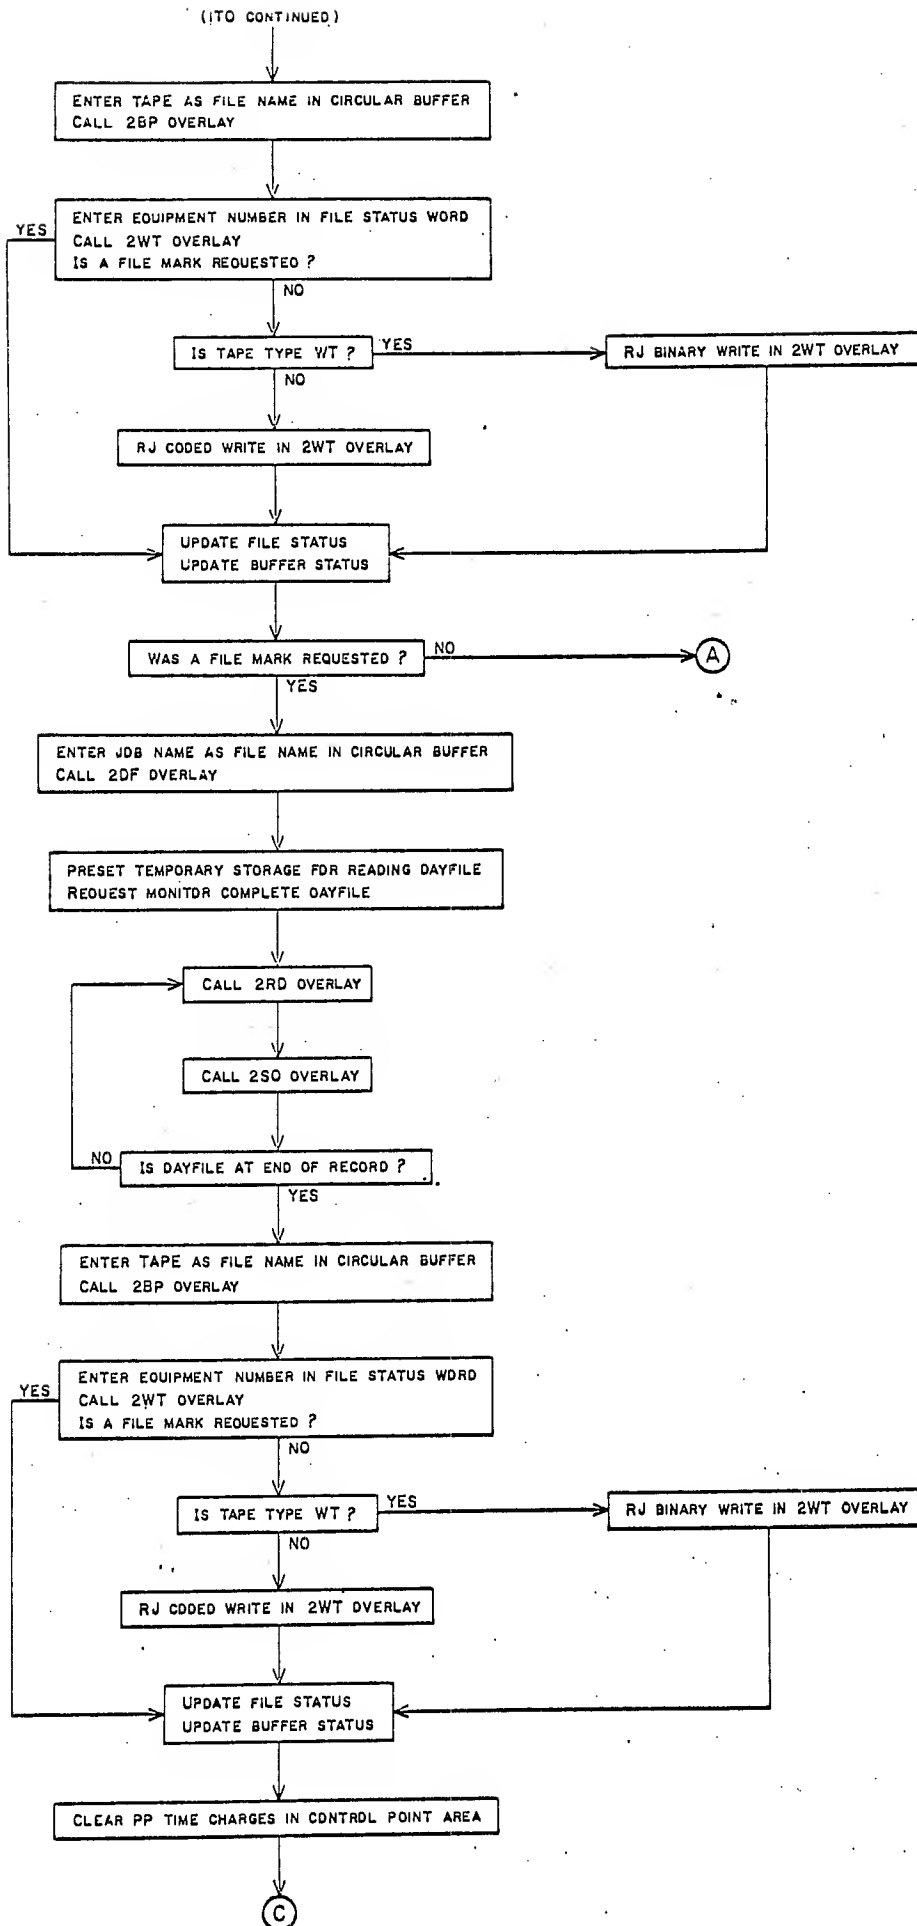 (1TO CONTINUED)
ENTER TAPE AS FILE NAME IN CIRCULAR BUFFER
CALL 2BP OVERLAY
ENTER EQUIPMENT NUMBER IN FILE STATUS WORD
YES
CALL 2WT OVERLAY
IS A FILE MARK REQUESTED ?
NO
IS TAPE TYPE WT ?
YES
RJ BINARY WRITE IN 2WT OVERLAY
NO
RJ CODED WRITE IN 2WT OVERLAY
UPDATE FILE STATUS
UPDATE BUFFER STATUS
WAS A FILE MARK REQUESTED ?
NO
A
YES
ENTER JOB NAME AS FILE NAME IN CIRCULAR BUFFER
CALL 2DF OVERLAY
PRESET TEMPORARY STORAGE FOR READING DAYFILE
REQUEST MONITOR COMPLETE DAYFILE
CALL 2RD OVERLAY
CALL 2SO OVERLAY
NO
IS DAYFILE AT END OF RECORD ?
YES
ENTER TAPE AS FILE NAME IN CIRCULAR BUFFER
CALL 2BP OVERLAY
ENTER EQUIPMENT NUMBER IN FILE STATUS WORD
YES
CALL 2WT OVERLAY
IS A FILE MARK REQUESTED ?
NO
IS TAPE TYPE WT ?
YES
RJ BINARY WRITE IN 2WT OVERLAY
NO
RJ CODED WRITE IN 2WT OVERLAY
UPDATE FILE STATUS
UPDATE BUFFER STATUS
CLEAR PP TIME CHARGES IN CONTROL POINT AREA
C